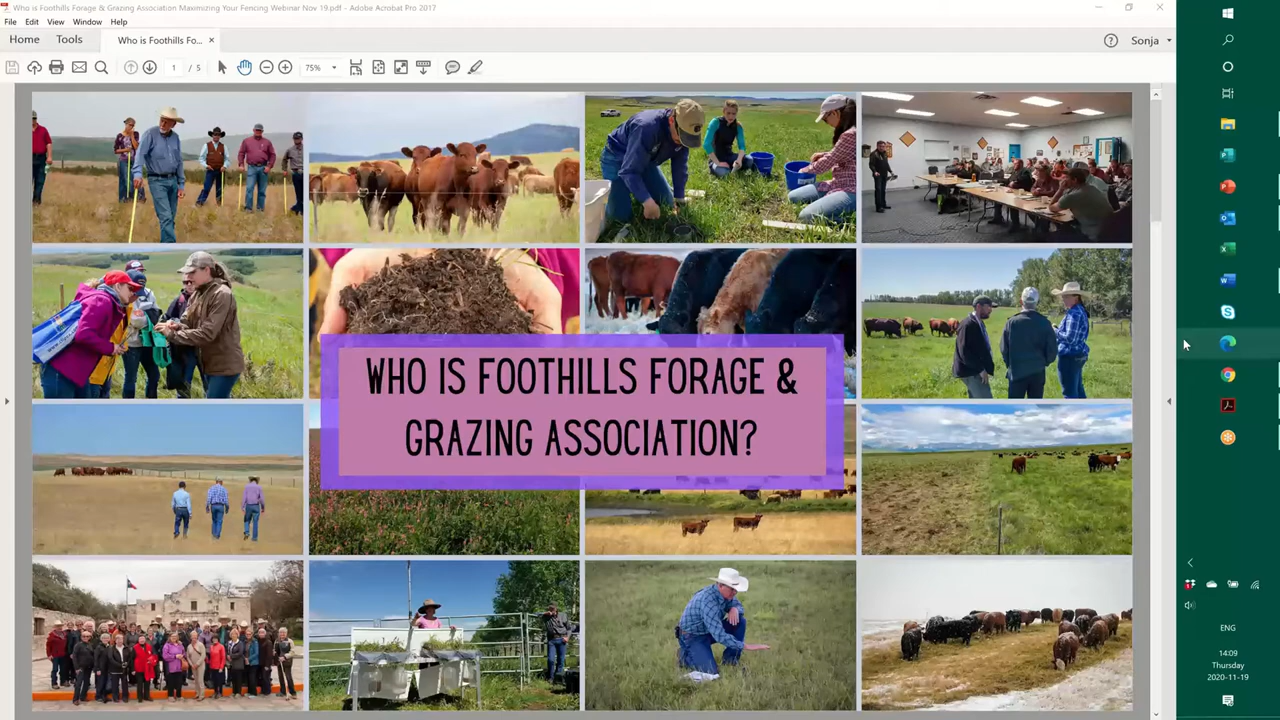 Who is Foothills Forage & Grazing Association Maximizing Your Fencing Webinar Nov 19.pdf - Adobe Acrobat Pro 2017
File Edit View Window Help
Home Tools Who is Foothills Fo... × Sonja
1 / 5 75%
WHO IS FOOTHILLS FORAGE &
GRAZING ASSOCIATION?
ENG
14:09
Thursday
2020-11-19